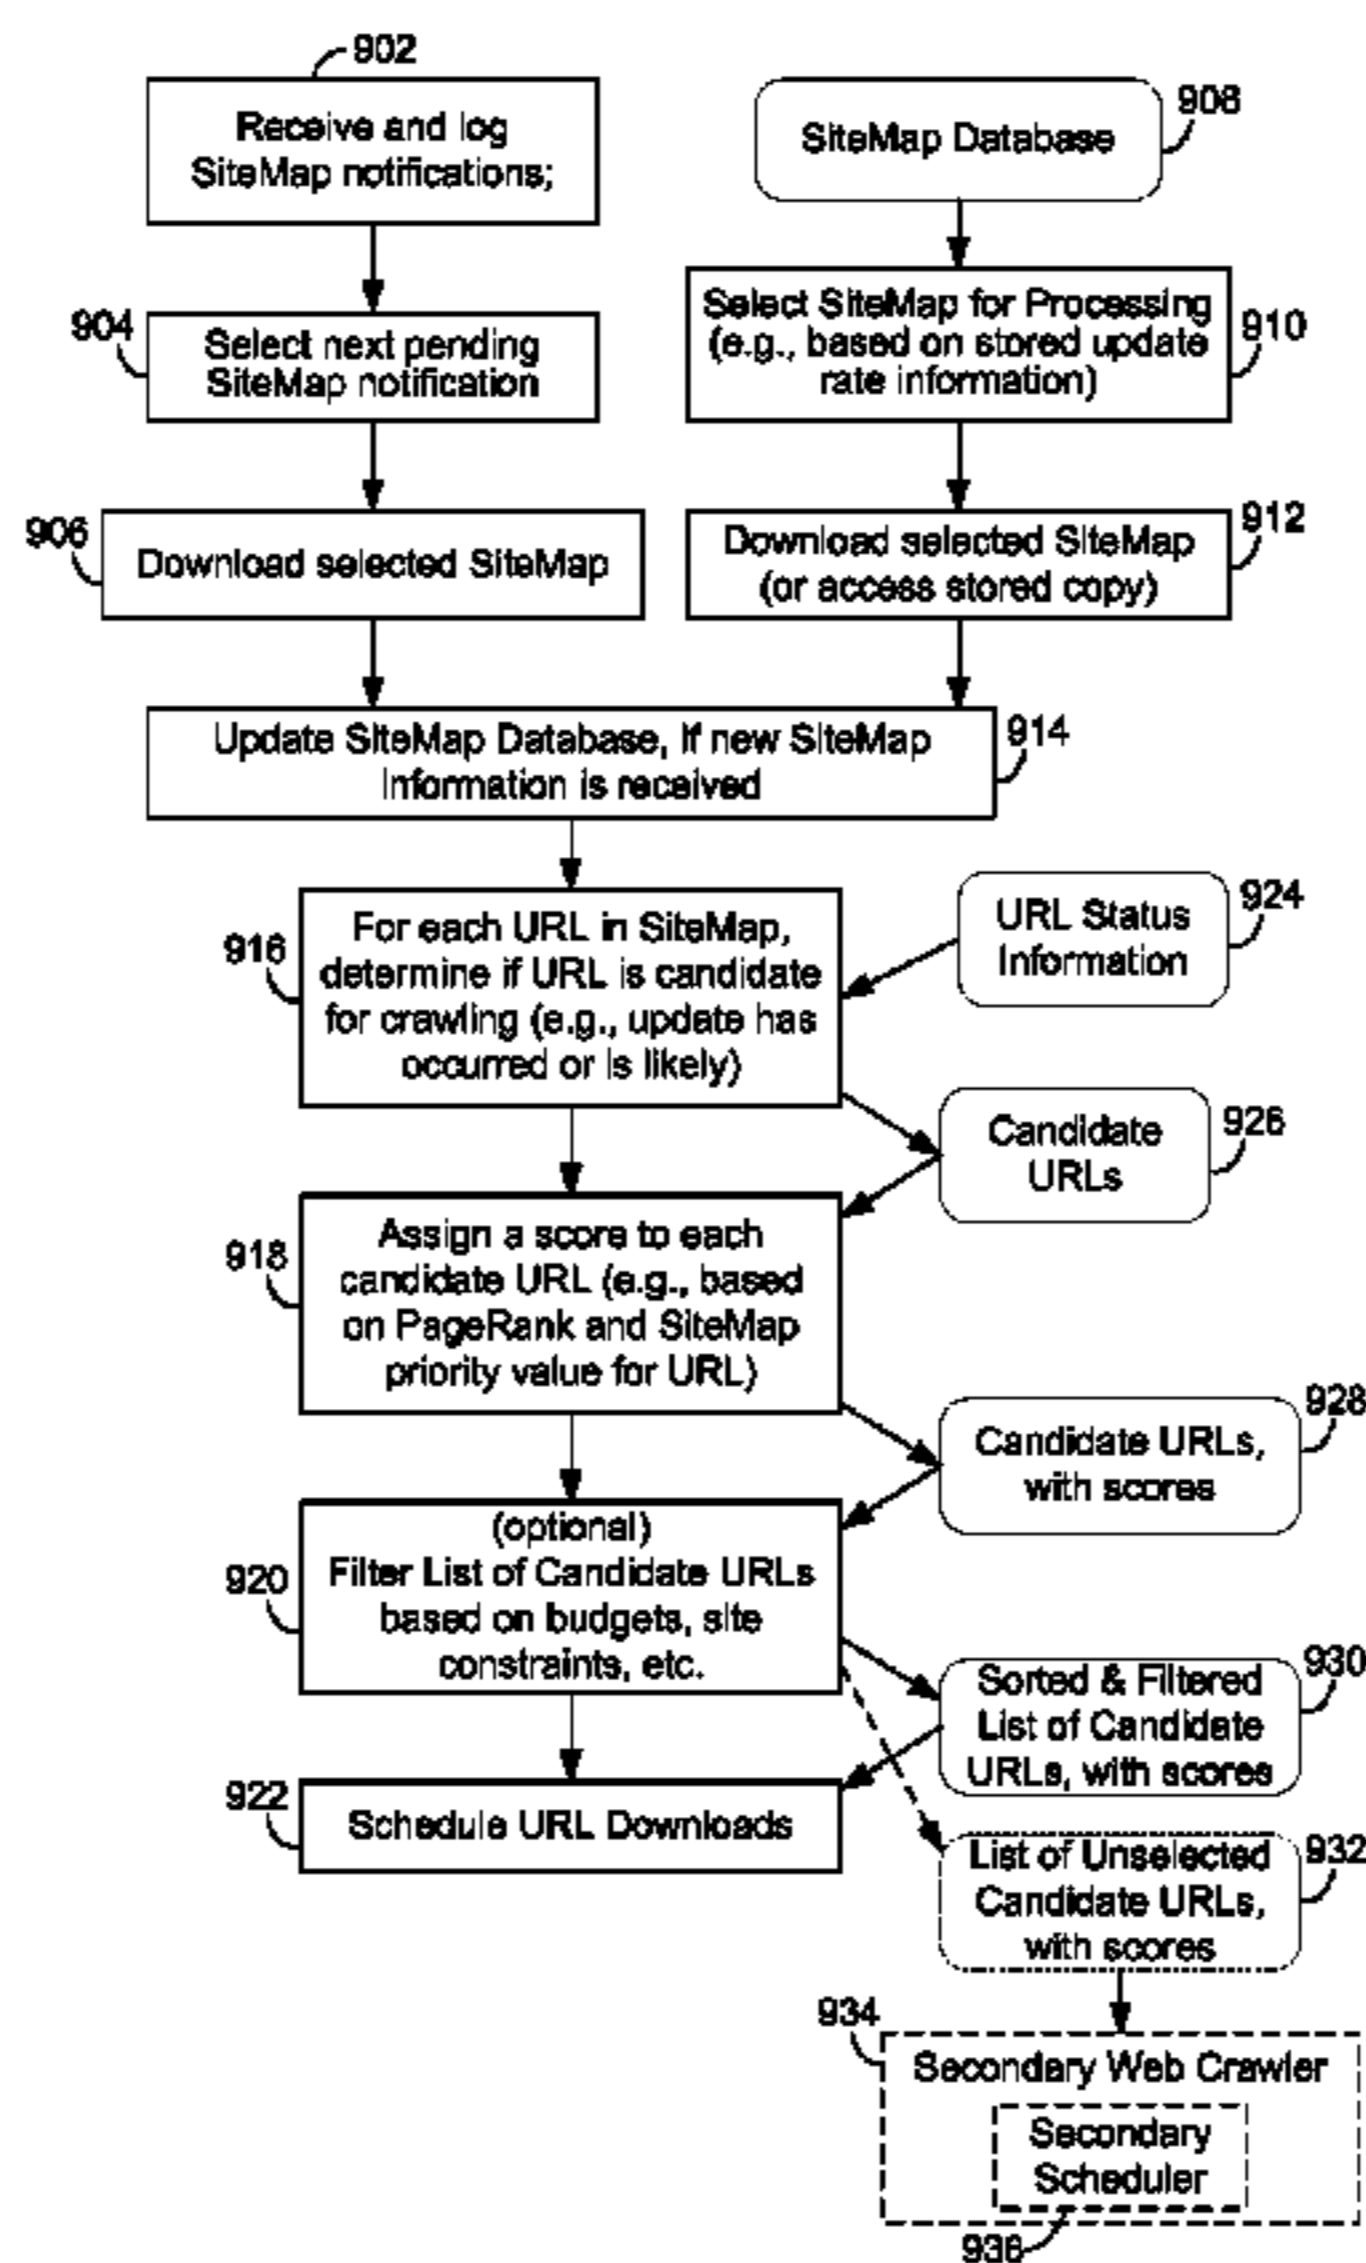 902
Receive and log
SiteMap notifications;
908
SiteMap Database
904
Select next pending
SiteMap notification
Select SiteMap for Processing
(e.g., based on stored update
rate information)
910
906
Download selected SiteMap
912
Download selected SiteMap
(or access stored copy)
Update SiteMap Database, if new SiteMap
Information is received
914
916
For each URL in SiteMap,
determine if URL is candidate
for crawling (e.g., update has
occurred or is likely)
URL Status
Information
924
Candidate
URLs
926
918
Assign a score to each
candidate URL (e.g., based
on PageRank and SiteMap
priority value for URL)
928
Candidate URLs,
with scores
920
(optional)
Filter List of Candidate URLs
based on budgets, site
constraints, etc.
930
Sorted & Filtered
List of Candidate
URLs, with scores
922
Schedule URL Downloads
932
List of Unselected
Candidate URLs,
with scores
934
Secondary Web Crawler
Secondary
Scheduler
936